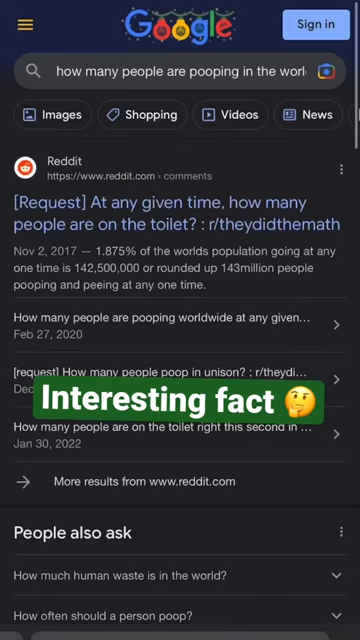 Google
Sign in
how many people are pooping in the worl
Images
Shopping
Videos
News
Reddit
https://www.reddit.com › comments
[Request] At any given time, how many
people are on the toilet? : r/theydidthemath
Nov 2, 2017 — 1.875% of the worlds population going at any
one time is 142,500,000 or rounded up 143million people
pooping and peeing at any one time.
How many people are pooping worldwide at any given...
Feb 27, 2020
[request] How many people poop in unison? : r/theydi...
Dec
Interesting fact 🤔
How many people are on the toilet right this second in ...
Jan 30, 2022
More results from www.reddit.com
People also ask
How much human waste is in the world?
How often should a person poop?